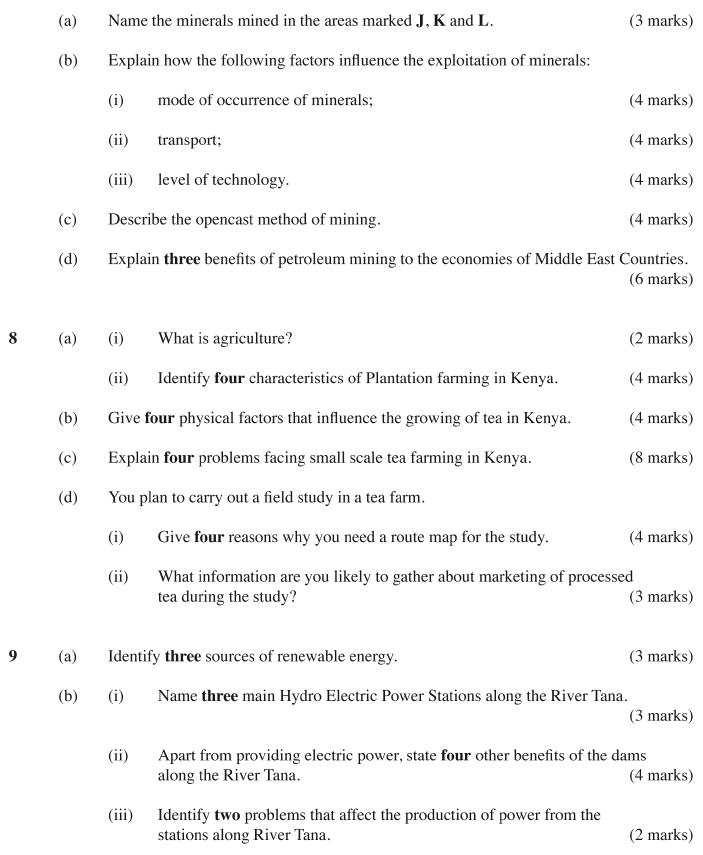 (a) Name the minerals mined in the areas marked J, K and L. (3 marks)
(b) Explain how the following factors influence the exploitation of minerals:
(i) mode of occurrence of minerals; (4 marks)
(ii) transport; (4 marks)
(iii) level of technology. (4 marks)
(c) Describe the opencast method of mining. (4 marks)
(d) Explain three benefits of petroleum mining to the economies of Middle East Countries.
(6 marks)
8 (a) (i) What is agriculture? (2 marks)
(ii) Identify four characteristics of Plantation farming in Kenya. (4 marks)
(b) Give four physical factors that influence the growing of tea in Kenya. (4 marks)
(c) Explain four problems facing small scale tea farming in Kenya. (8 marks)
(d) You plan to carry out a field study in a tea farm.
(i) Give four reasons why you need a route map for the study. (4 marks)
(ii) What information are you likely to gather about marketing of processed
tea during the study? (3 marks)
9 (a) Identify three sources of renewable energy. (3 marks)
(b) (i) Name three main Hydro Electric Power Stations along the River Tana.
(3 marks)
(ii) Apart from providing electric power, state four other benefits of the dams
along the River Tana. (4 marks)
(iii) Identify two problems that affect the production of power from the
stations along River Tana. (2 marks)